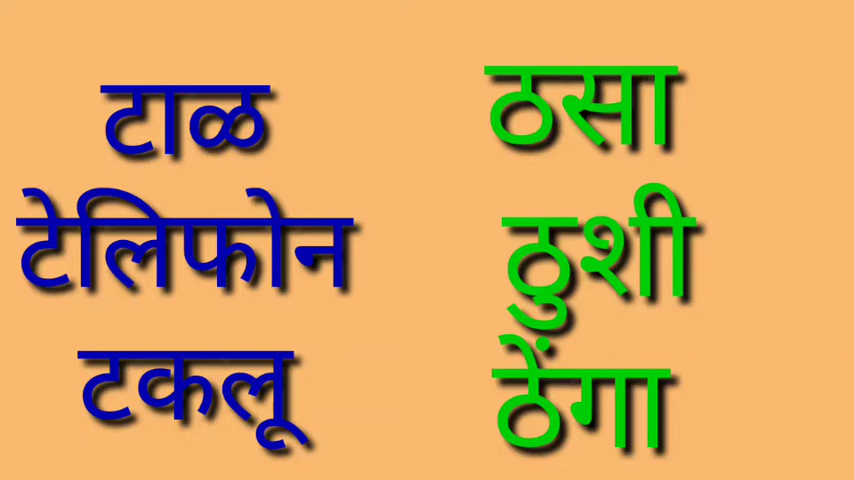 टाळ
टेलिफोन
टकलू
ठसा
ठुशी
ठेंगा